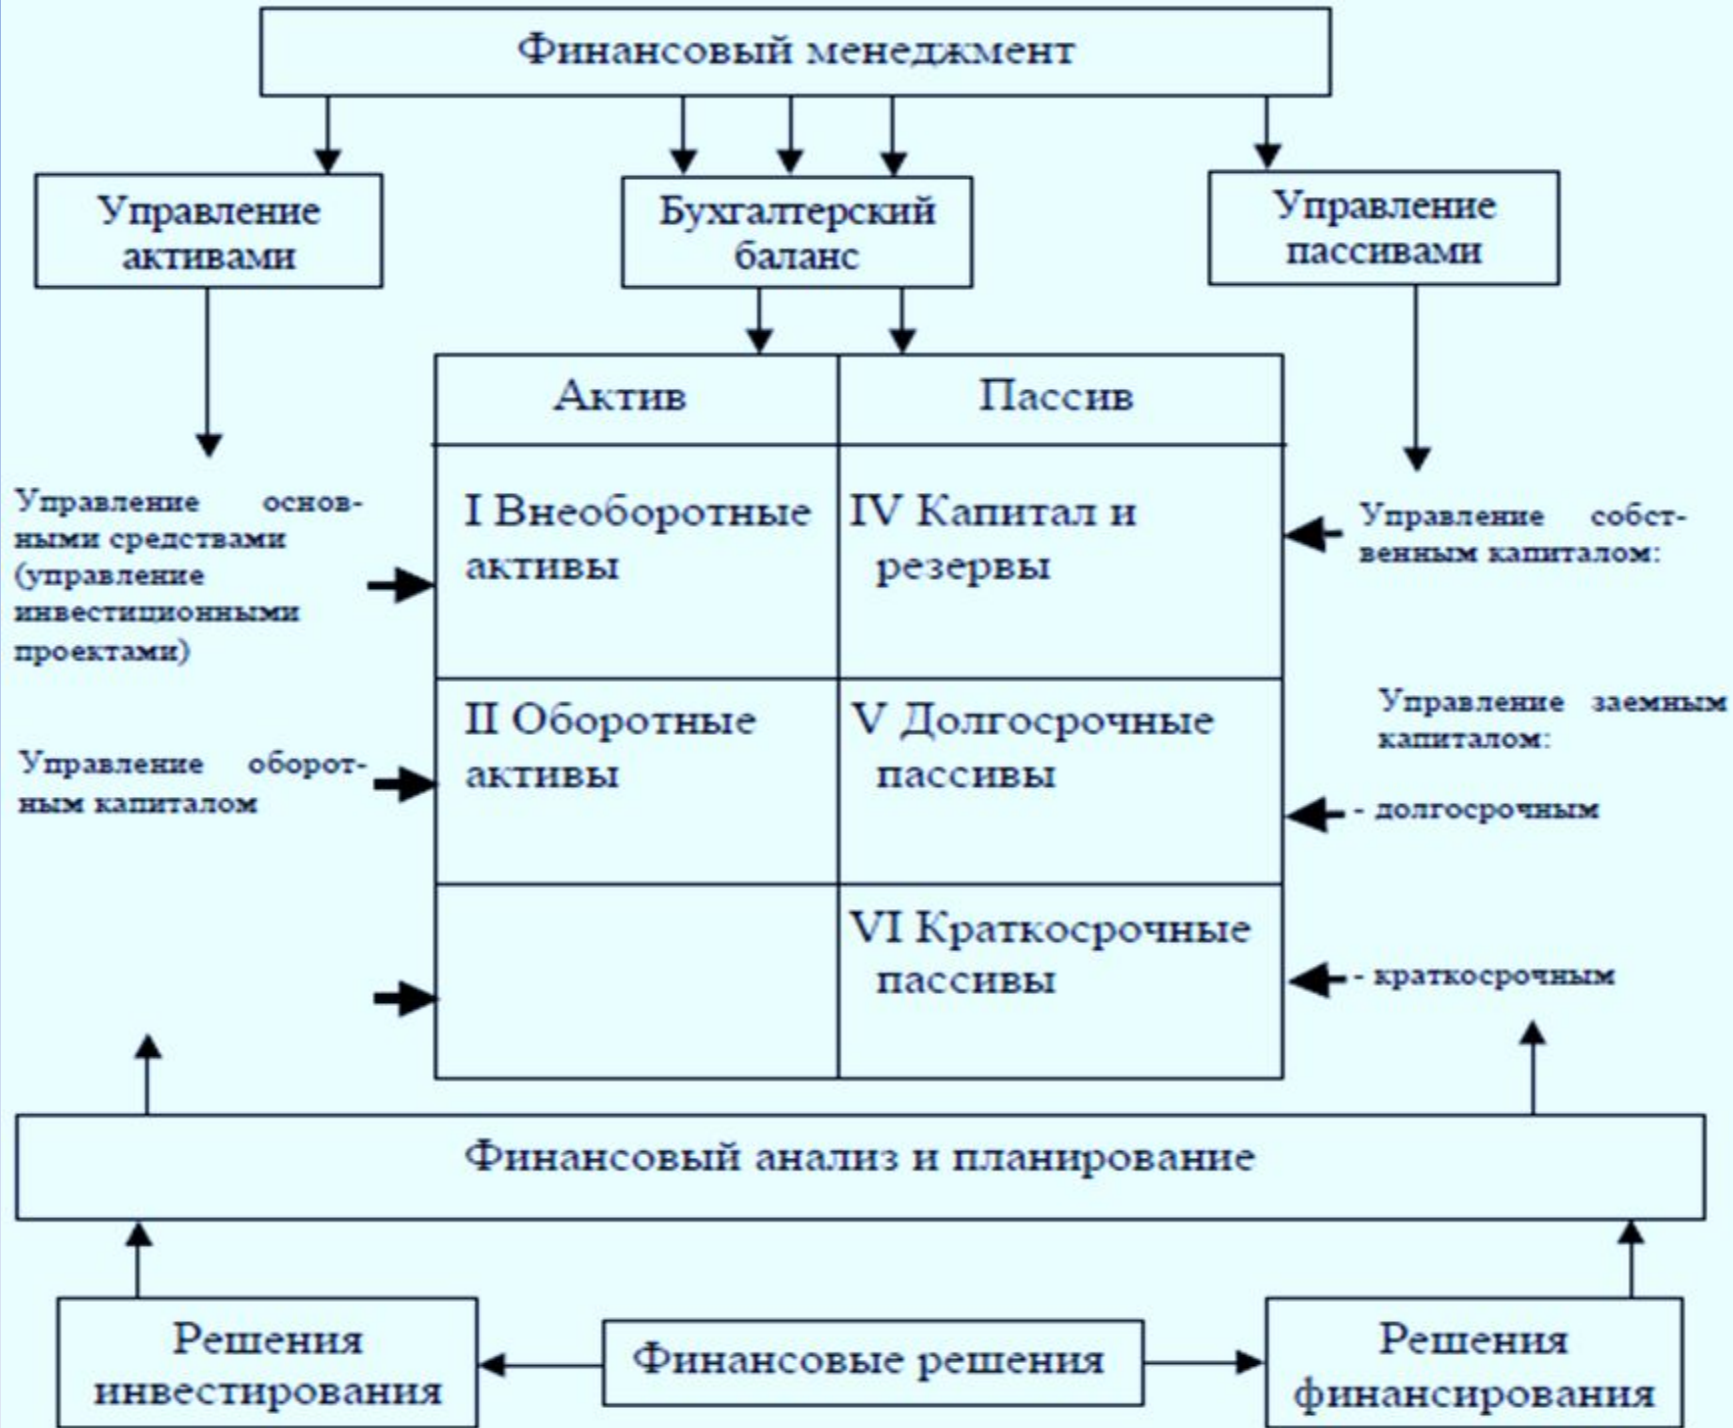 Финансовый менеджмент
Управление
активами
Бухгалтерский
баланс
Управление
пассивами
Актив
Пассив
Управление основ-
ными средствами
(управление
инвестиционными
проектами)
I Внеоборотные
активы
IV Капитал и
резервы
Управление собст-
венным капиталом:
Управление оборот-
ным капиталом
II Оборотные
активы
V Долгосрочные
пассивы
Управление заемным
капиталом:
- долгосрочным
VI Краткосрочные
пассивы
- краткосрочным
Финансовый анализ и планирование
Решения
инвестирования
Финансовые решения
Решения
финансирования